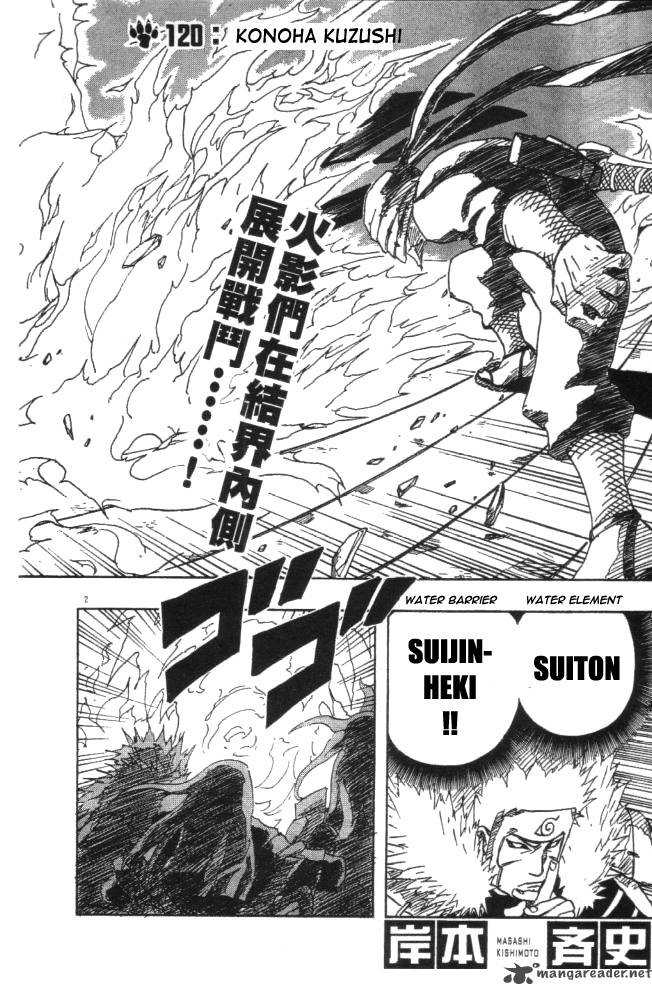 120: KONOHA KUZUSHI
火影們在結界內側
展開戰鬥……!
ゴゴ
2
WATER ELEMENT
SUITON
WATER BARRIER
SUIJIN-
HEKI
!!
岸本斉史
MASASHI
KISHIMOTO
mangareader.net